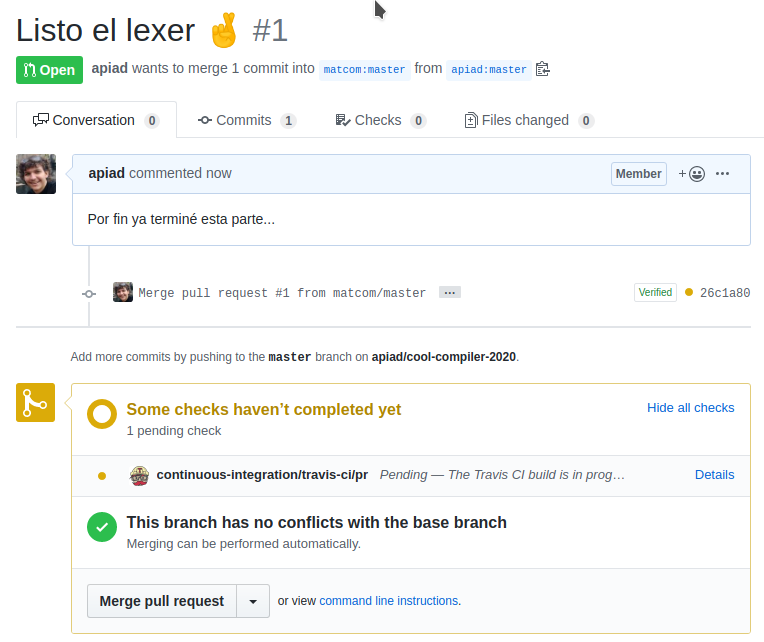 Listo el lexer 🤞 #1
Open apiad wants to merge 1 commit into matcom:master from apiad:master
Conversation 0 Commits 1 Checks 0 Files changed 0
apiad commented now Member
Por fin ya terminé esta parte...
Merge pull request #1 from matcom/master … Verified 26c1a80
Add more commits by pushing to the master branch on apiad/cool-compiler-2020.
Some checks haven’t completed yet Hide all checks
1 pending check
continuous-integration/travis-ci/pr Pending — The Travis CI build is in prog… Details
This branch has no conflicts with the base branch
Merging can be performed automatically.
Merge pull request or view command line instructions.